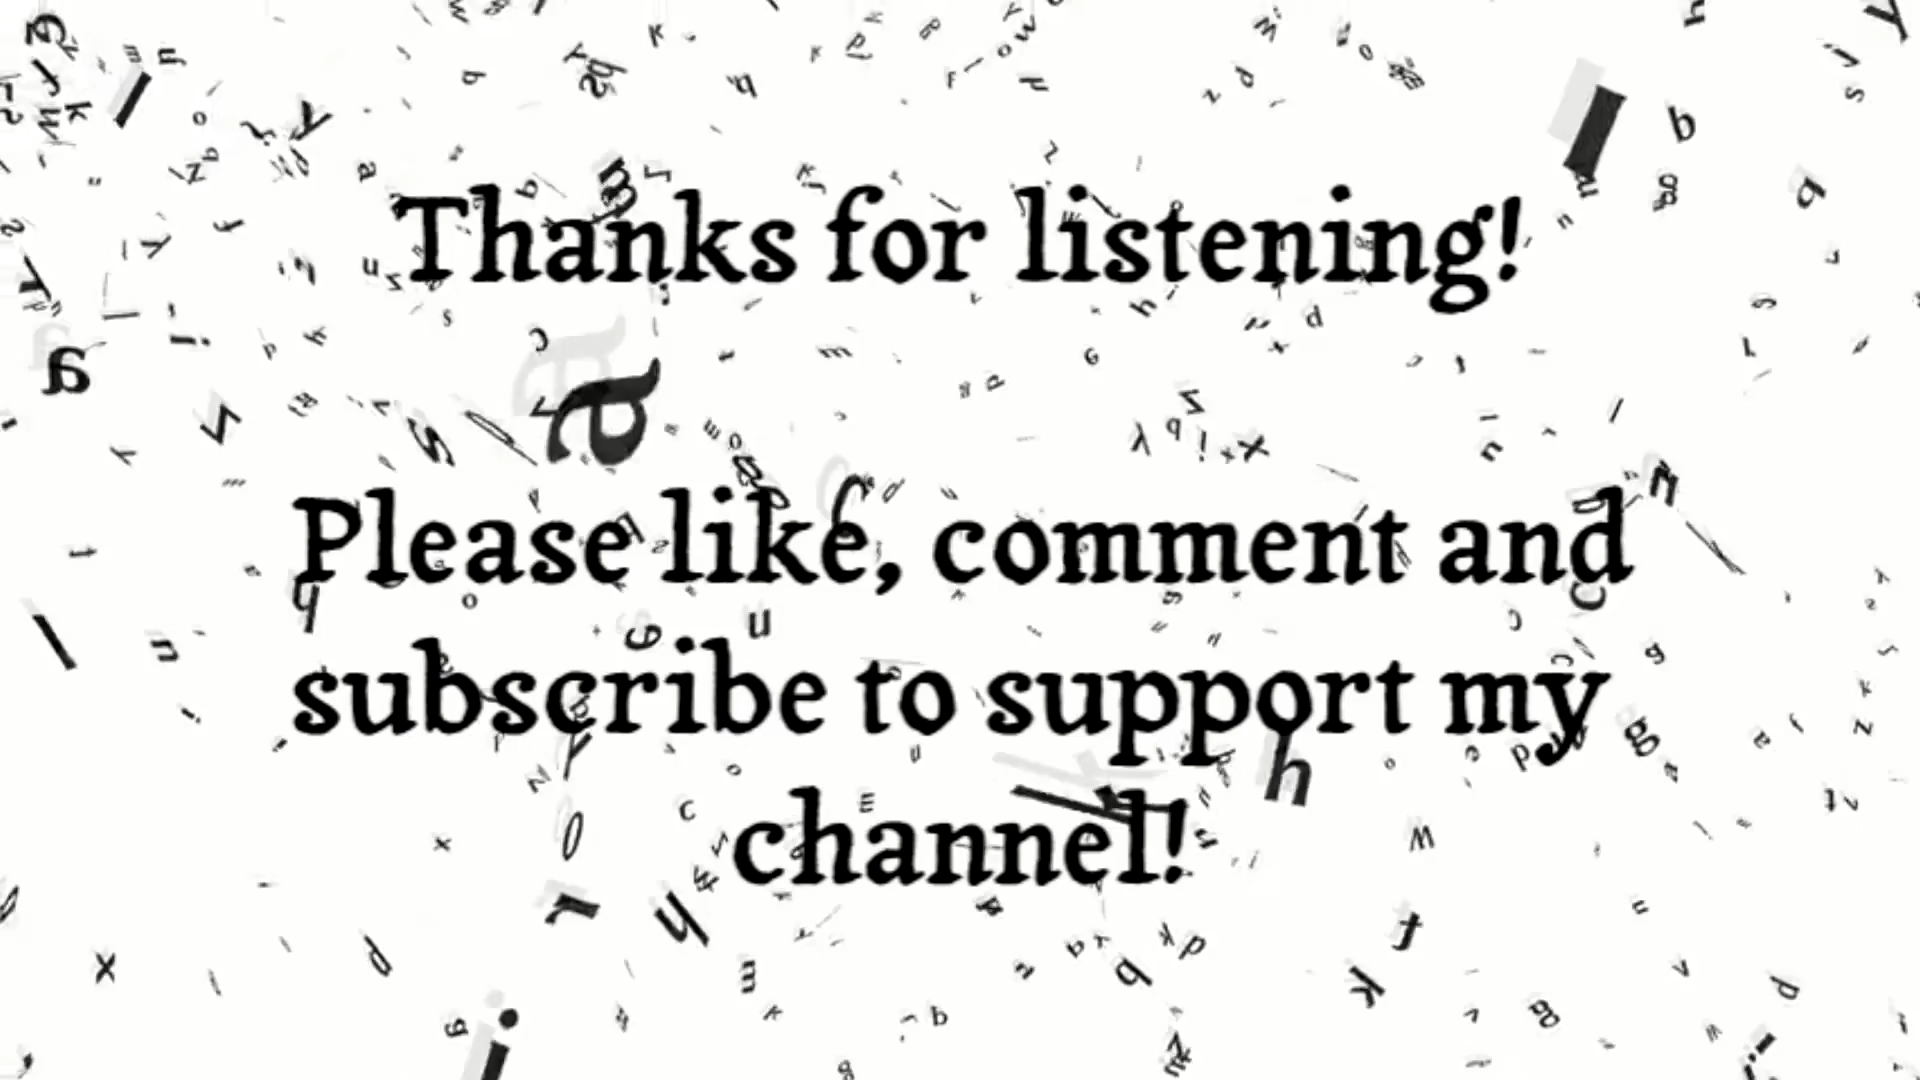 Thanks for listening!
Please like, comment and
subscribe to support my
channel!